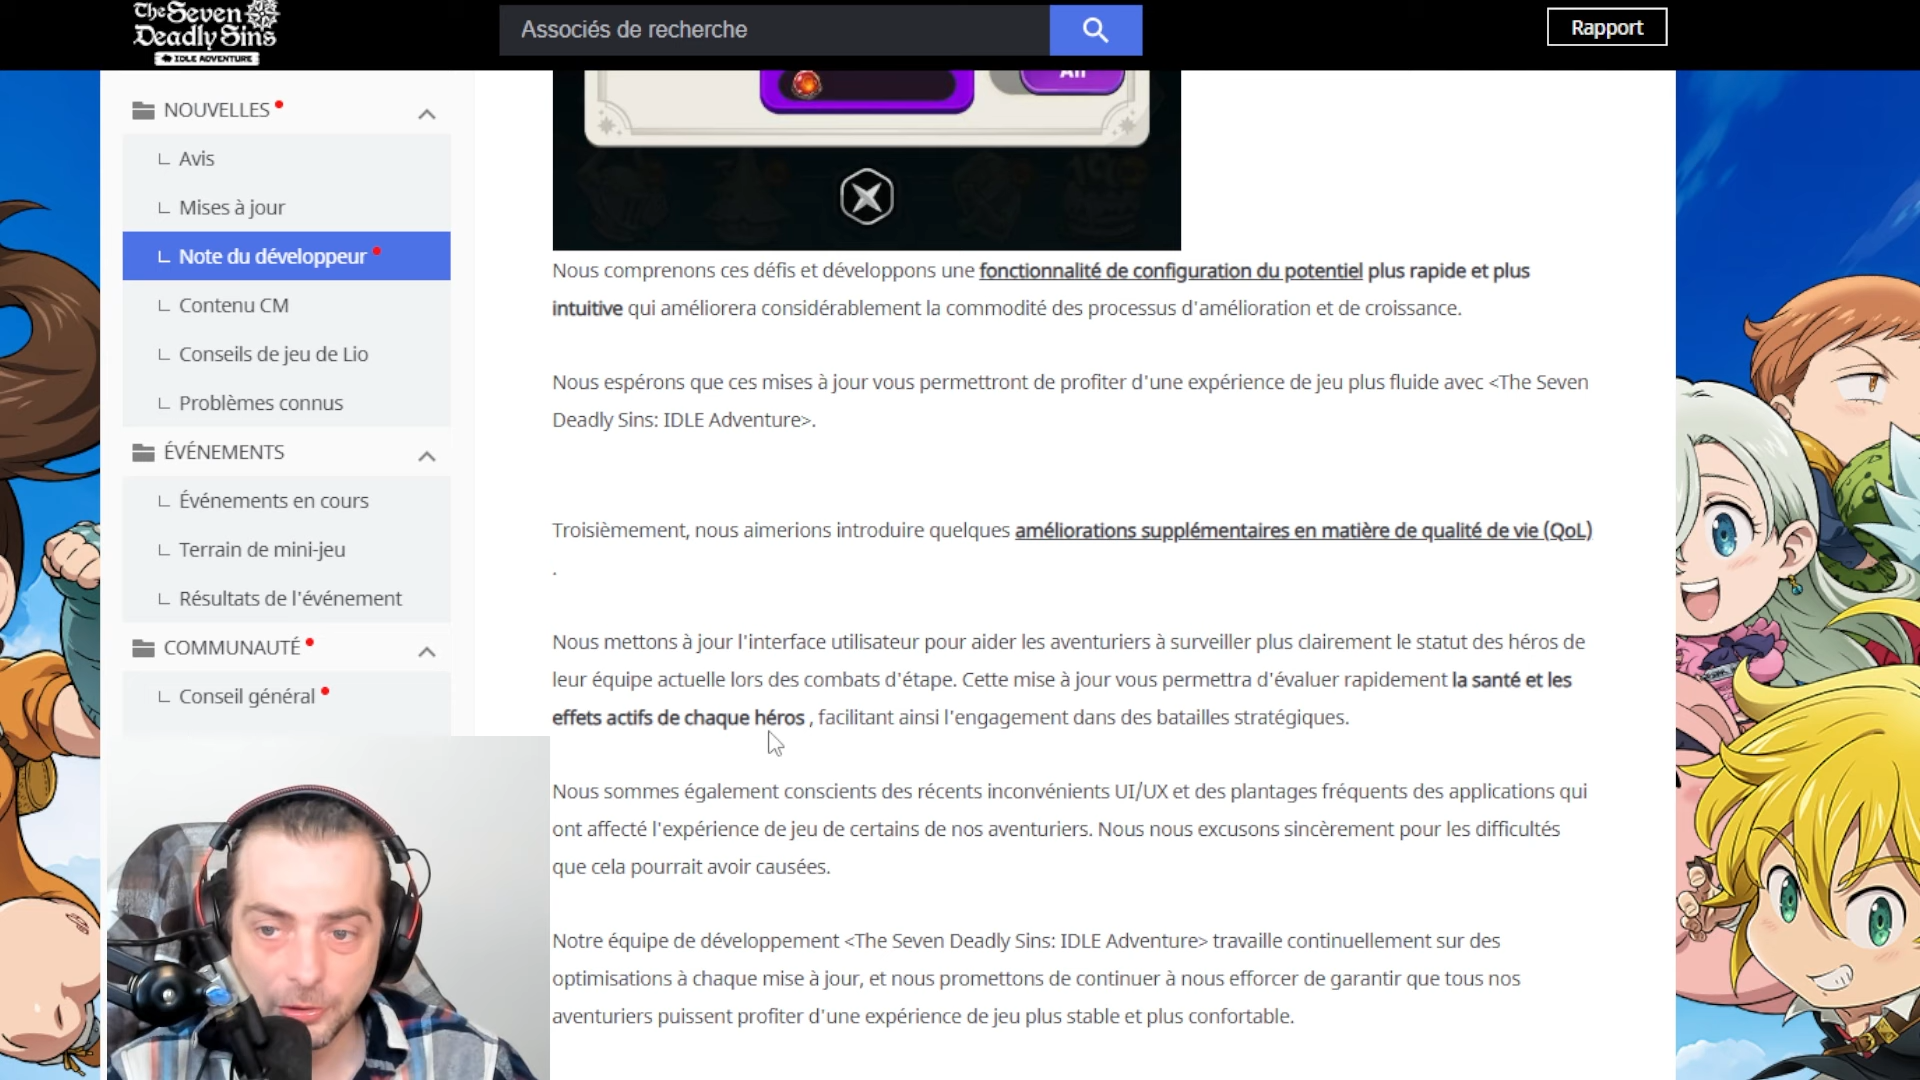 The Seven
Deadly Sins
IDLE ADVENTURE
Associés de recherche
Rapport
NOUVELLES
Avis
Mises à jour
Note du développeur
Contenu CM
Conseils de jeu de Lio
Problèmes connus
ÉVÉNEMENTS
Événements en cours
Terrain de mini-jeu
Résultats de l'événement
COMMUNAUTÉ
Conseil général
Nous comprenons ces défis et développons une fonctionnalité de configuration du potentiel plus rapide et plus
intuitive qui améliorera considérablement la commodité des processus d'amélioration et de croissance.
Nous espérons que ces mises à jour vous permettront de profiter d'une expérience de jeu plus fluide avec <The Seven
Deadly Sins: IDLE Adventure>.
Troisièmement, nous aimerions introduire quelques améliorations supplémentaires en matière de qualité de vie (QoL)
.
Nous mettons à jour l'interface utilisateur pour aider les aventuriers à surveiller plus clairement le statut des héros de
leur équipe actuelle lors des combats d'étape. Cette mise à jour vous permettra d'évaluer rapidement la santé et les
effets actifs de chaque héros , facilitant ainsi l'engagement dans des batailles stratégiques.
Nous sommes également conscients des récents inconvénients UI/UX et des plantages fréquents des applications qui
ont affecté l'expérience de jeu de certains de nos aventuriers. Nous nous excusons sincèrement pour les difficultés
que cela pourrait avoir causées.
Notre équipe de développement <The Seven Deadly Sins: IDLE Adventure> travaille continuellement sur des
optimisations à chaque mise à jour, et nous promettons de continuer à nous efforcer de garantir que tous nos
aventuriers puissent profiter d'une expérience de jeu plus stable et plus confortable.